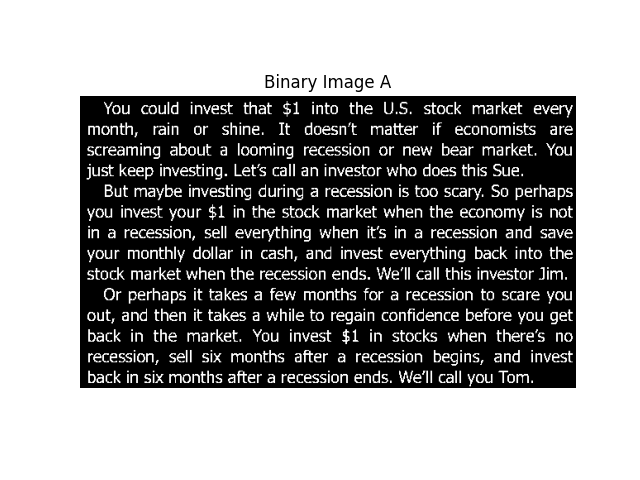 Binary Image A
You could invest that $1 into the U.S. stock market every
month, rain or shine. It doesn't matter if economists are
screaming about a looming recession or new bear market. You
just keep investing. Let's call an investor who does this Sue.
But maybe investing during a recession is too scary. So perhaps
you invest your $1 in the stock market when the economy is not
in a recession, sell everything when it's in a recession and save
your monthly dollar in cash, and invest everything back into the
stock market when the recession ends. We'll call this investor Jim.
Or perhaps it takes a few months for a recession to scare you
out, and then it takes a while to regain confidence before you get
back in the market. You invest $1 in stocks when there's no
recession, sell six months after a recession begins, and invest
back in six months after a recession ends. We'll call you Tom.